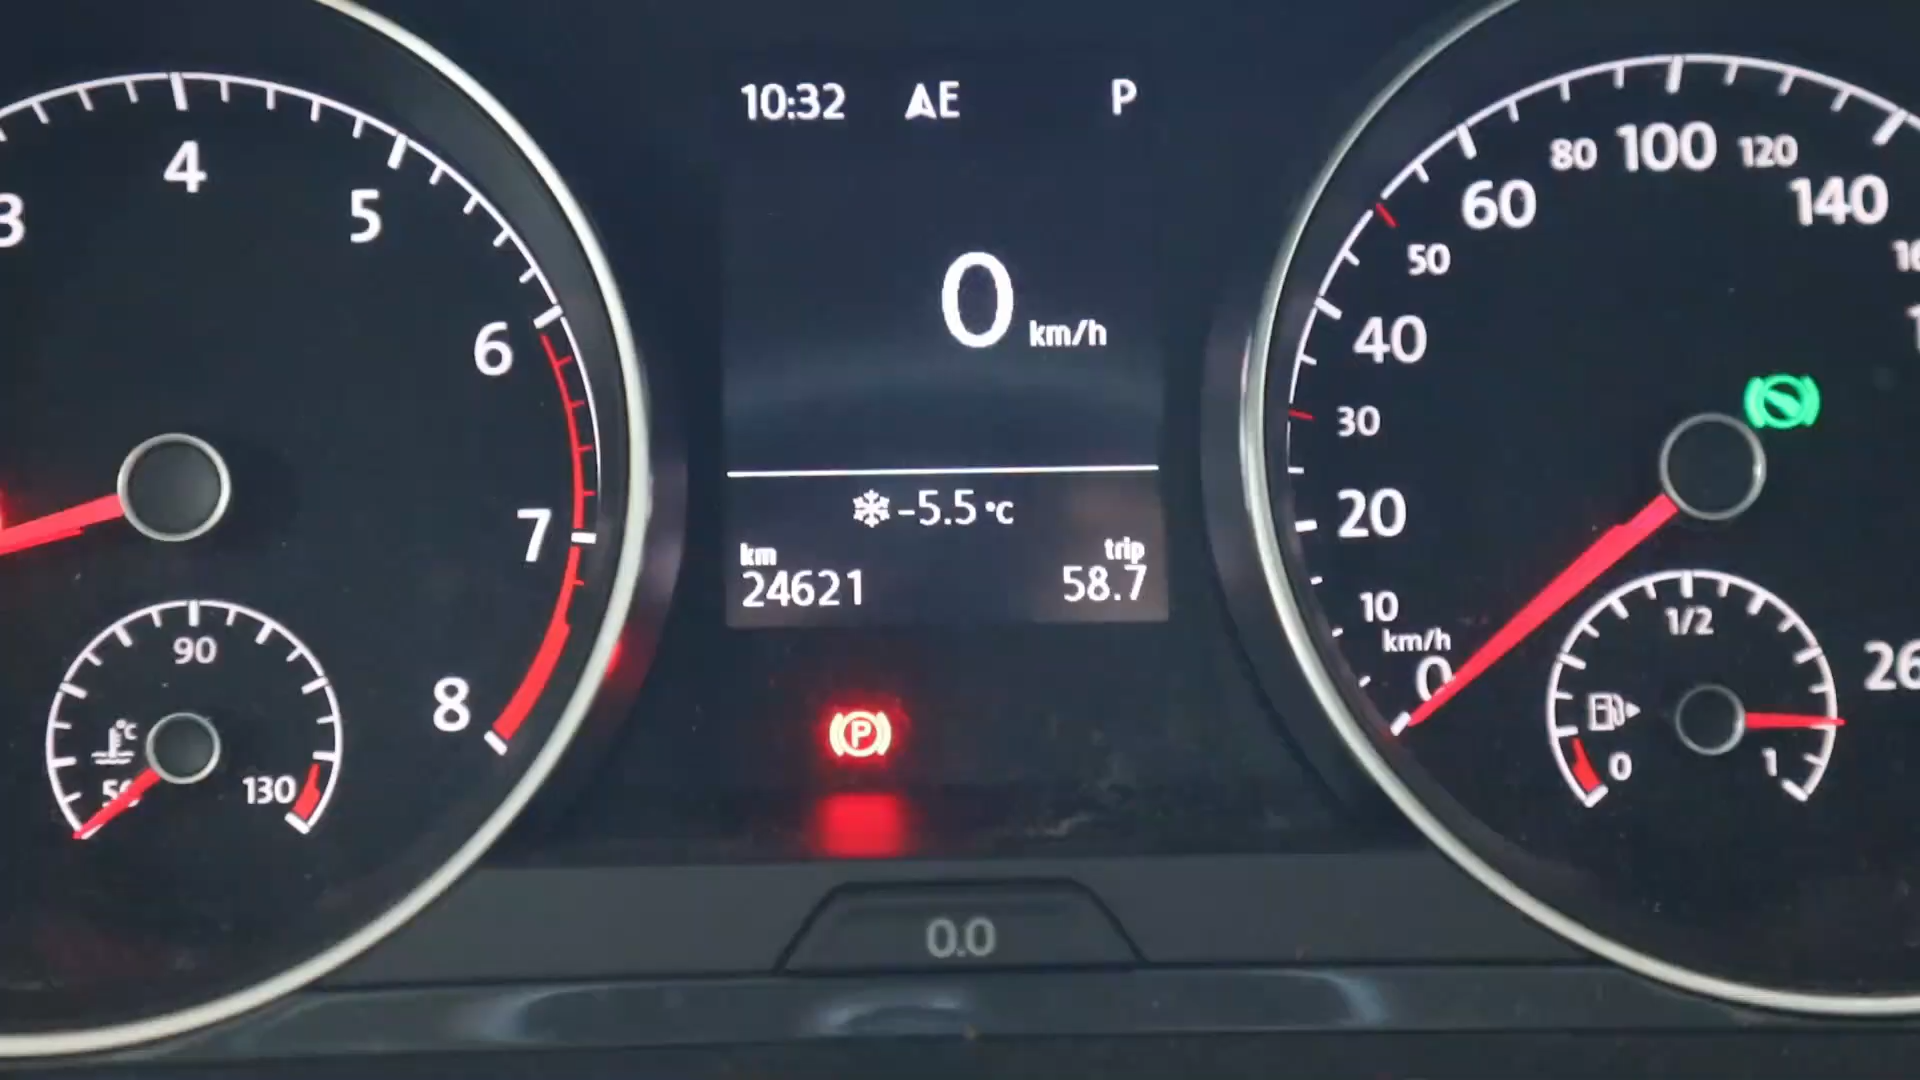 10:32 AE P
0 km/h
-5.5 °C
km trip
24621 58.7
0.0
3 4 5 6 7 8
90
°C
50 130
km/h
0 10 20 30 40 50 60 80 100 120 140
1/2
0 1
P